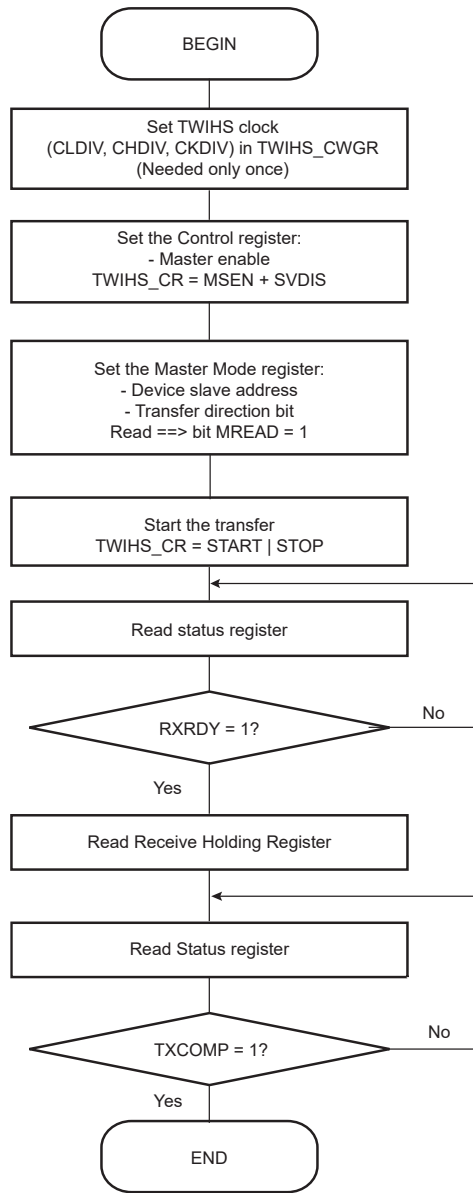 BEGIN
Set TWIHS clock
(CLDIV, CHDIV, CKDIV) in TWIHS_CWGR
(Needed only once)
Set the Control register:
- Master enable
TWIHS_CR = MSEN + SVDIS
Set the Master Mode register:
- Device slave address
- Transfer direction bit
Read ==> bit MREAD = 1
Start the transfer
TWIHS_CR = START | STOP
Read status register
RXRDY = 1?
No
Yes
Read Receive Holding Register
Read Status register
TXCOMP = 1?
No
Yes
END